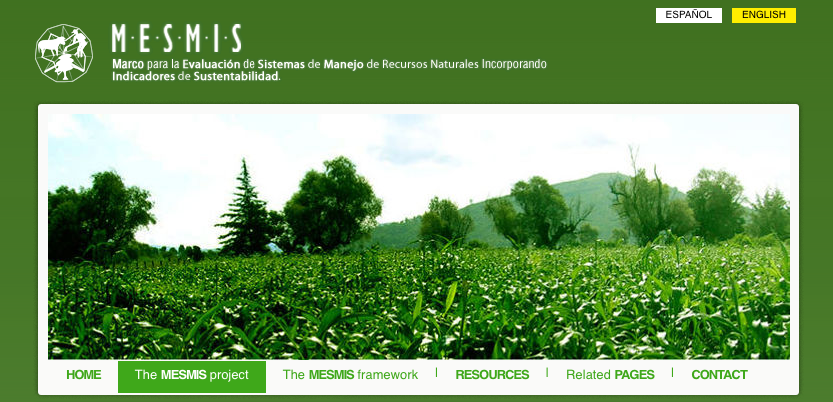 ESPAÑOL ENGLISH
M·E·S·M·I·S
Marco para la Evaluación de Sistemas de Manejo de Recursos Naturales Incorporando
Indicadores de Sustentabilidad.
HOME The MESMIS project The MESMIS framework RESOURCES Related PAGES CONTACT